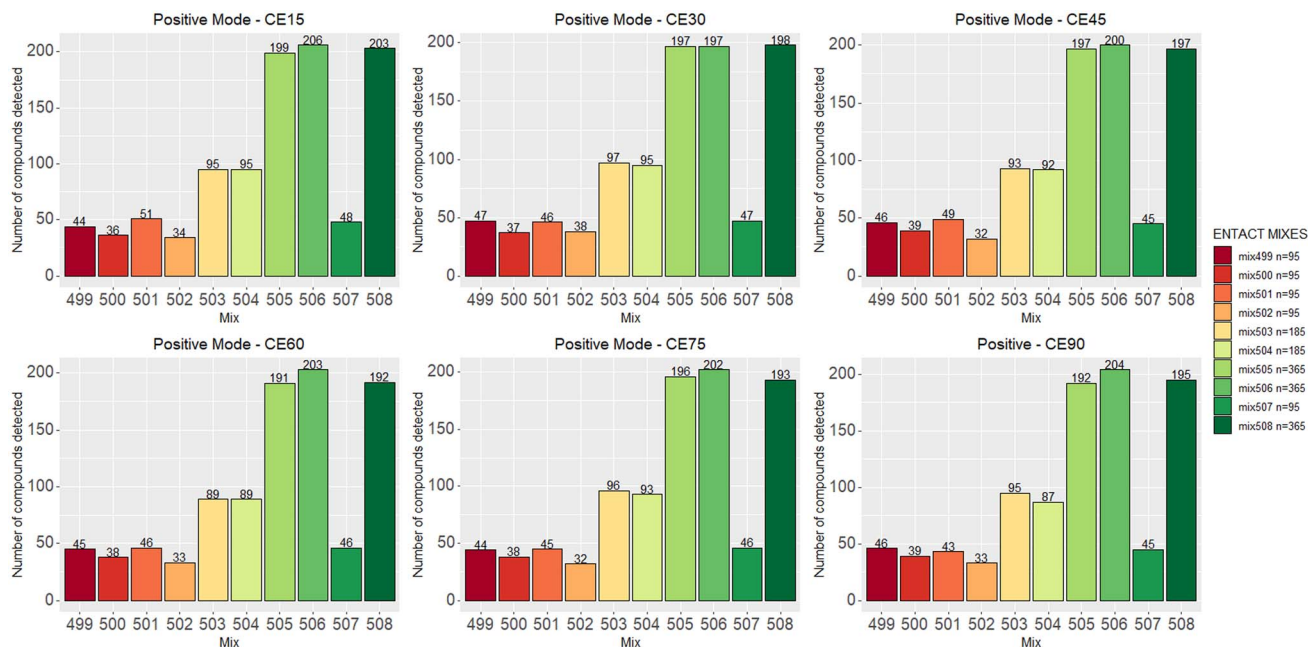 Positive Mode - CE15
Number of compounds detected
200
150
100
50
0
44
36
51
34
95
95
199
206
48
203
499 500 501 502 503 504 505 506 507 508
Mix
Positive Mode - CE30
Number of compounds detected
200
150
100
50
0
47
37
46
38
97
95
197
197
47
198
499 500 501 502 503 504 505 506 507 508
Mix
Positive Mode - CE45
Number of compounds detected
200
150
100
50
0
46
39
49
32
93
92
197
200
45
197
499 500 501 502 503 504 505 506 507 508
Mix
Positive Mode - CE60
Number of compounds detected
200
150
100
50
0
45
38
46
33
89
89
191
203
46
192
499 500 501 502 503 504 505 506 507 508
Mix
Positive Mode - CE75
Number of compounds detected
200
150
100
50
0
44
38
45
32
96
93
196
202
46
193
499 500 501 502 503 504 505 506 507 508
Mix
Positive - CE90
Number of compounds detected
200
150
100
50
0
46
39
43
33
95
87
192
204
45
195
499 500 501 502 503 504 505 506 507 508
Mix
ENTACT MIXES
mix499 n=95
mix500 n=95
mix501 n=95
mix502 n=95
mix503 n=185
mix504 n=185
mix505 n=365
mix506 n=365
mix507 n=95
mix508 n=365